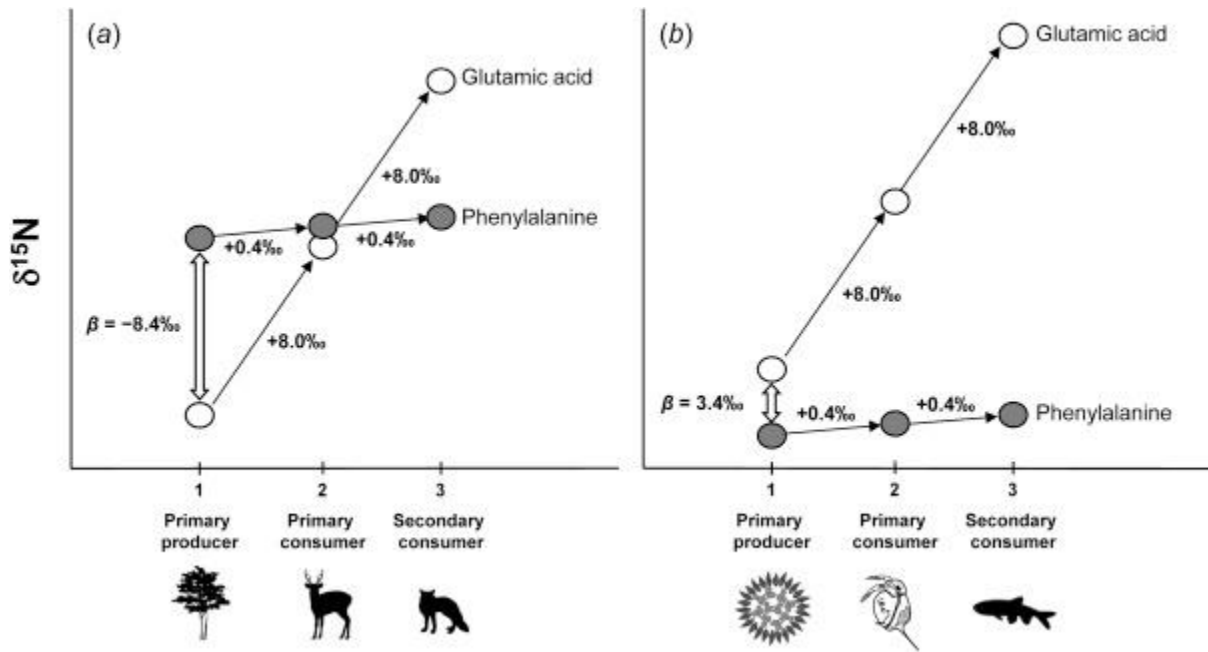 (a)
Glutamic acid
+8.0‰
Phenylalanine
+0.4‰
+0.4‰
β = −8.4‰
+8.0‰
δ15N
1
2
3
Primary
producer
Primary
consumer
Secondary
consumer
(b)
Glutamic acid
+8.0‰
+8.0‰
β = 3.4‰
+0.4‰
+0.4‰
Phenylalanine
1
2
3
Primary
producer
Primary
consumer
Secondary
consumer